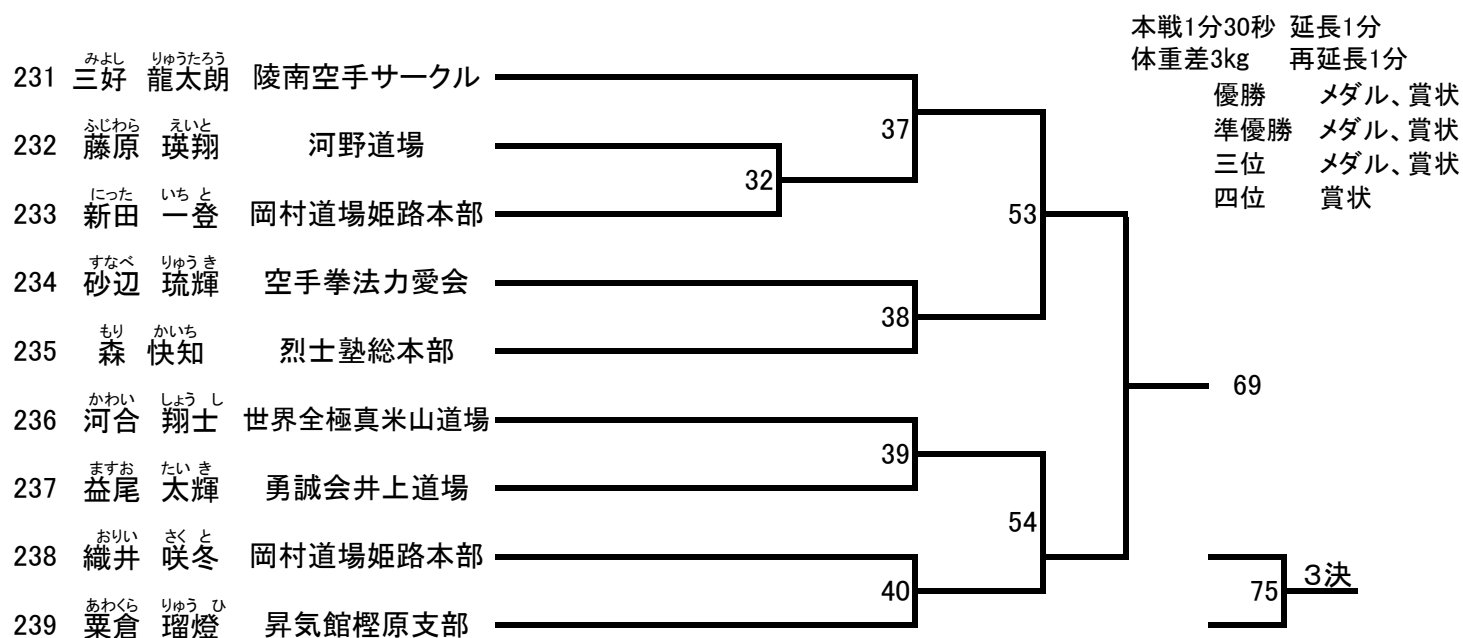 本戦1分30秒 延長1分
体重差3kg 再延長1分
優勝 メダル、賞状
準優勝 メダル、賞状
三位 メダル、賞状
四位 賞状
みよし りゅうたろう
231 三好 龍太朗 陵南空手サークル
37
ふじわら えいと
232 藤原 瑛翔 河野道場
32
にった いち と
233 新田 一登 岡村道場姫路本部
53
すなべ りゅう き
234 砂辺 琉輝 空手拳法力愛会
38
もり かいち
235 森 快知 烈士塾総本部
69
かわい しょう し
236 河合 翔士 世界全極真米山道場
39
ますお たい き
237 益尾 太輝 勇誠会井上道場
54
おりい さく と
238 織井 咲冬 岡村道場姫路本部
40
75 3決
あわくら りゅう ひ
239 粟倉 瑠燈 昇気館樫原支部